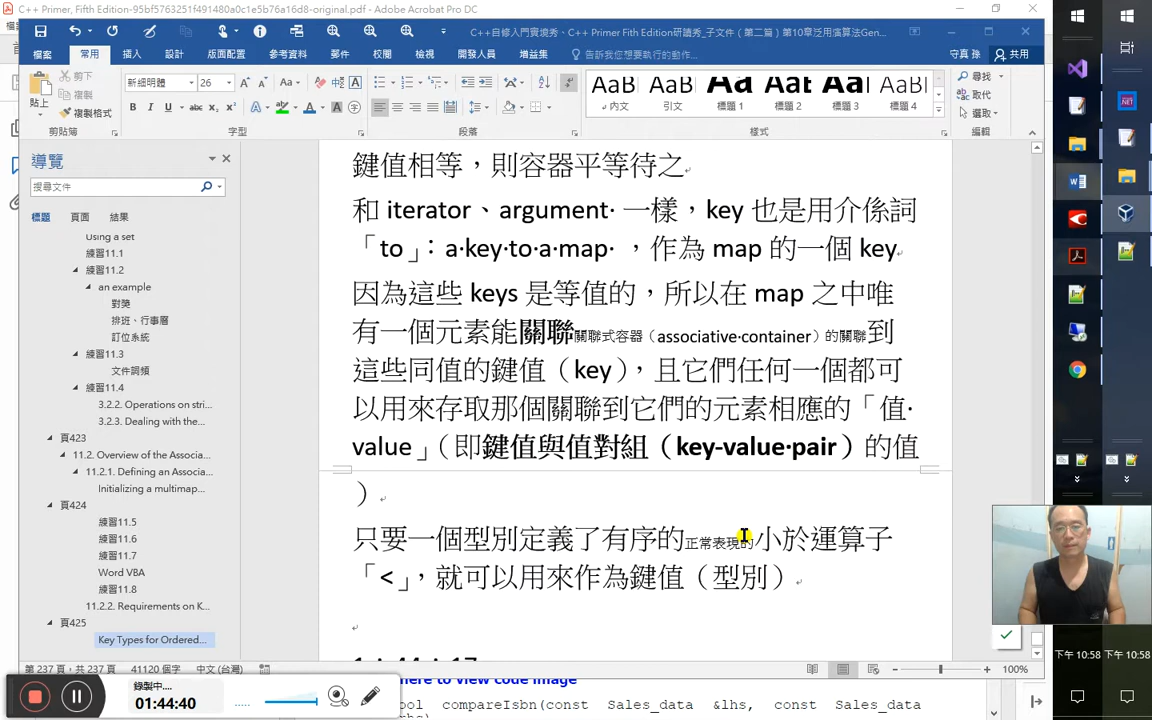 C++ Primer, Fifth Edition-95bf5763251f490480a0c1e5b76a16d8-original.pdf - Adobe Acrobat Pro DC
C++自修入門實境秀、C++ Primer Fifth Edition研讀秀_子文件（第二篇）第10章泛用演算法Gen...
檔案 常用 插入 設計 版面配置 參考資料 郵件 校閱 檢視 增益集 告訴我您想要執行的動作... 守真 孫 共用
貼上 剪下 複製 複製格式
新細明體 26
AaB AaB Aa Aat Aal AaBl
內文 引文 標題 1 標題 2 標題 3 標題 4
尋找 取代 選取
剪貼簿 字型 段落 樣式 編輯
導覽
搜尋文件
標題 頁面 結果
Using a set
練習11.1
練習11.2
an example
對獎
排班、行事曆
訂位系統
練習11.3
文件詞頻
練習11.4
3.2.2. Operations on stri...
3.2.3. Dealing with the...
頁423
11.2. Overview of the Associa...
11.2.1. Defining an Associa...
Initializing a multimap...
頁424
練習11.5
練習11.6
練習11.7
Word VBA
練習11.8
11.2.2. Requirements on K...
頁425
Key Types for Ordered...
鍵值相等，則容器平等待之
和 iterator、argument· 一樣，key 也是用介係詞
「to」：a·key·to·a·map· ，作為 map 的一個 key
因為這些 keys 是等值的，所以在 map 之中唯
有一個元素能關聯關聯式容器（associative·container）的關聯到
這些同值的鍵值（key），且它們任何一個都可
以用來存取那個關聯到它們的元素相應的「值·
value」（即鍵值與值對組（key-value·pair）的值
）
只要一個型別定義了有序的正常表現的小於運算子
「<」，就可以用來作為鍵值（型別）
第 237 頁，共 237 頁 41120 個字 中文 (台灣) 100%
錄製中....
01:44:40
here to view code image
bool compareIsbn(const Sales_data &lhs, const Sales_data
下午 10:58 下午 10:58